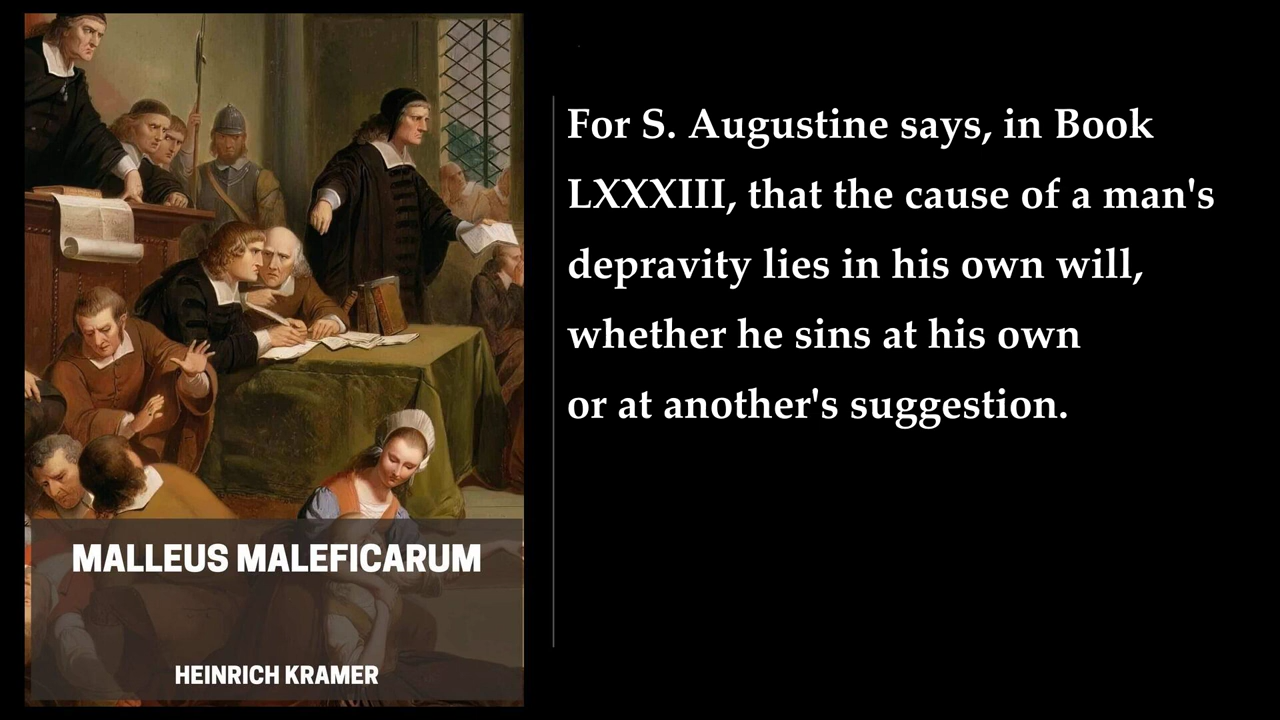 MALLEUS MALEFICARUM
HEINRICH KRAMER
For S. Augustine says, in Book
LXXXIII, that the cause of a man's
depravity lies in his own will,
whether he sins at his own
or at another's suggestion.